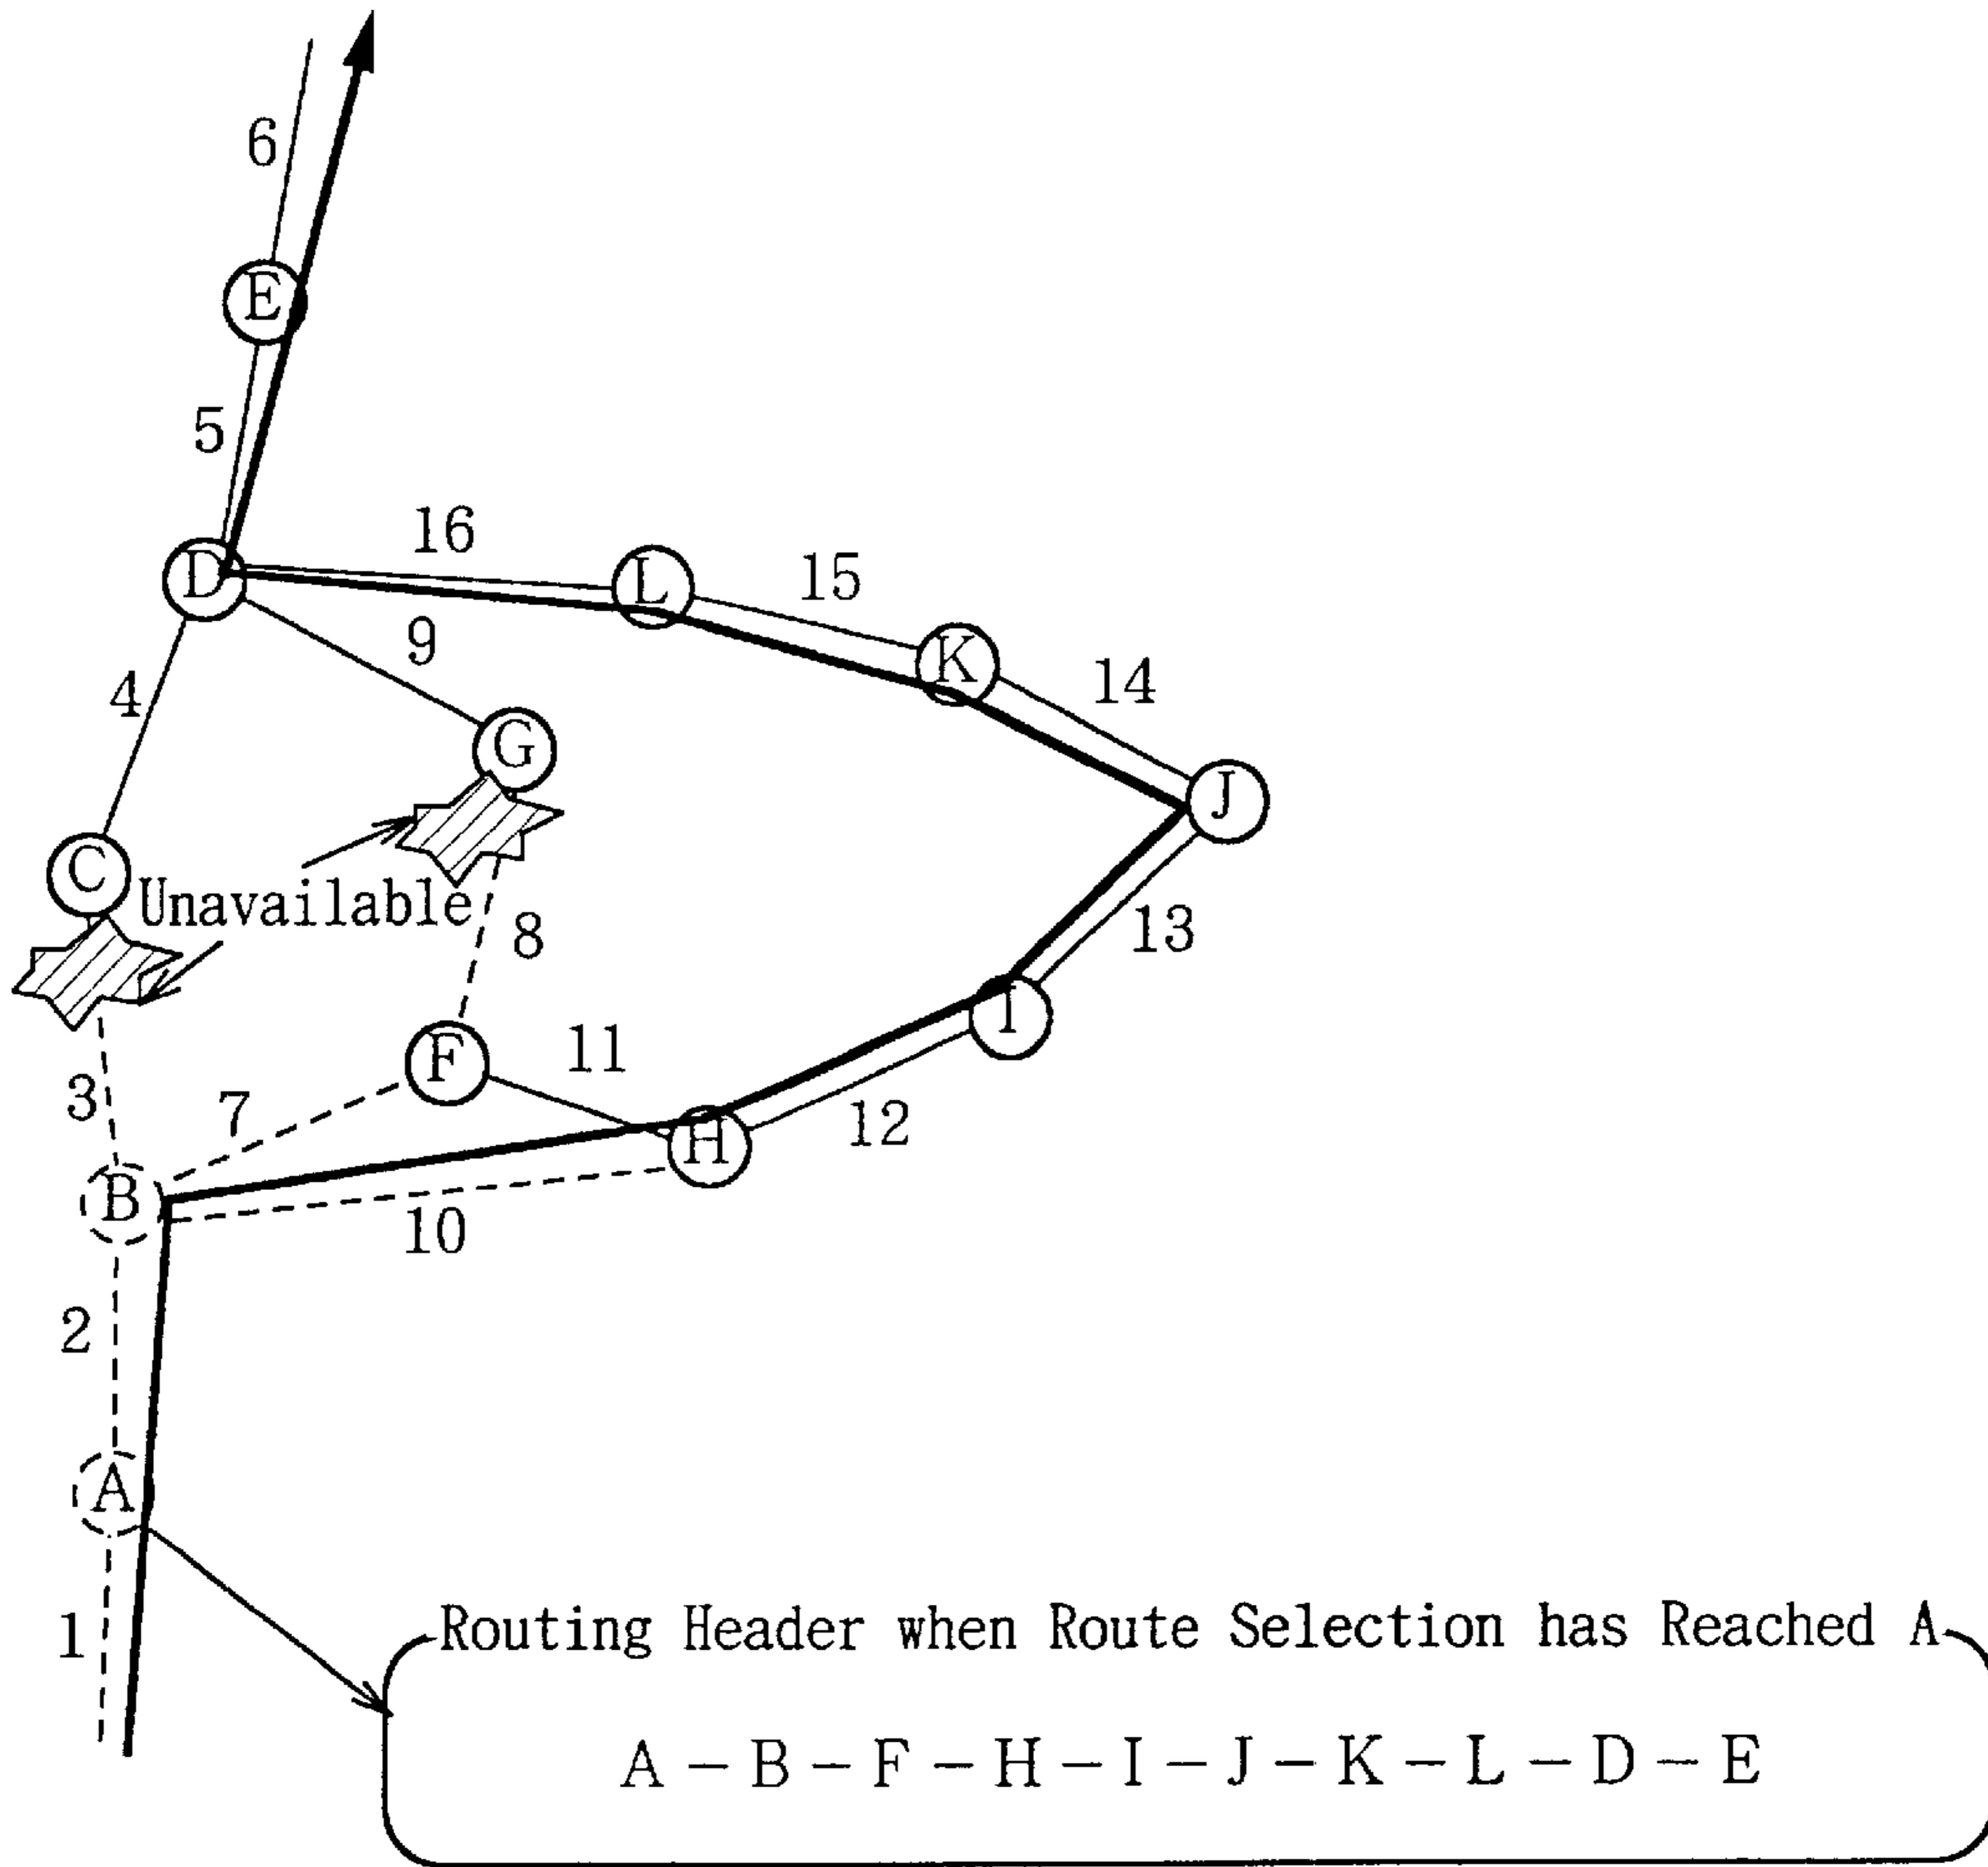 6
E
5
16
D
L
15
9
K
4
14
G
J
C
Unavailable
8
13
F
11
3
7
H
I
12
B
10
2
A
1
Routing Header when Route Selection has Reached A
A - B - F - H - I - J - K - L - D - E